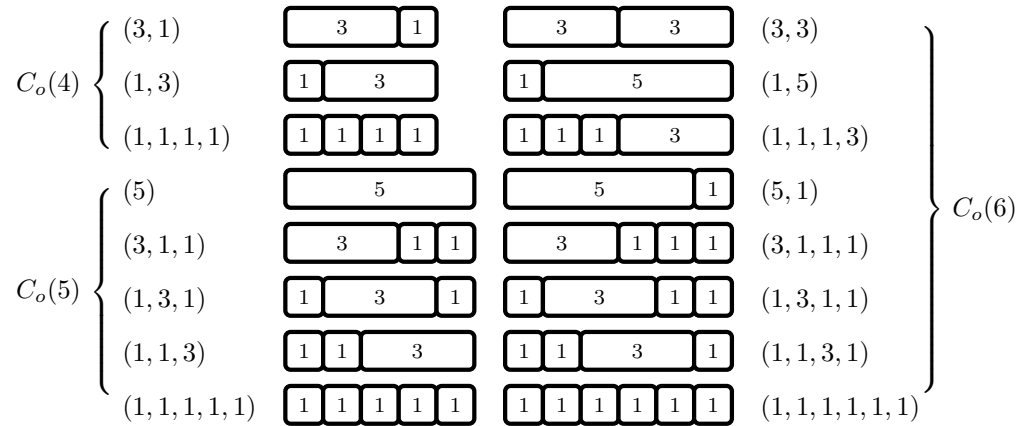 (3, 1) 3 1 3 3 (3, 3)
C_o(4) (1, 3) 1 3 1 5 (1, 5)
(1, 1, 1, 1) 1 1 1 1 1 1 1 3 (1, 1, 1, 3)
(5) 5 5 1 (5, 1)
C_o(6)
(3, 1, 1) 3 1 1 3 1 1 1 (3, 1, 1, 1)
C_o(5) (1, 3, 1) 1 3 1 1 3 1 1 (1, 3, 1, 1)
(1, 1, 3) 1 1 3 1 1 3 1 (1, 1, 3, 1)
(1, 1, 1, 1, 1) 1 1 1 1 1 1 1 1 1 1 1 (1, 1, 1, 1, 1, 1)